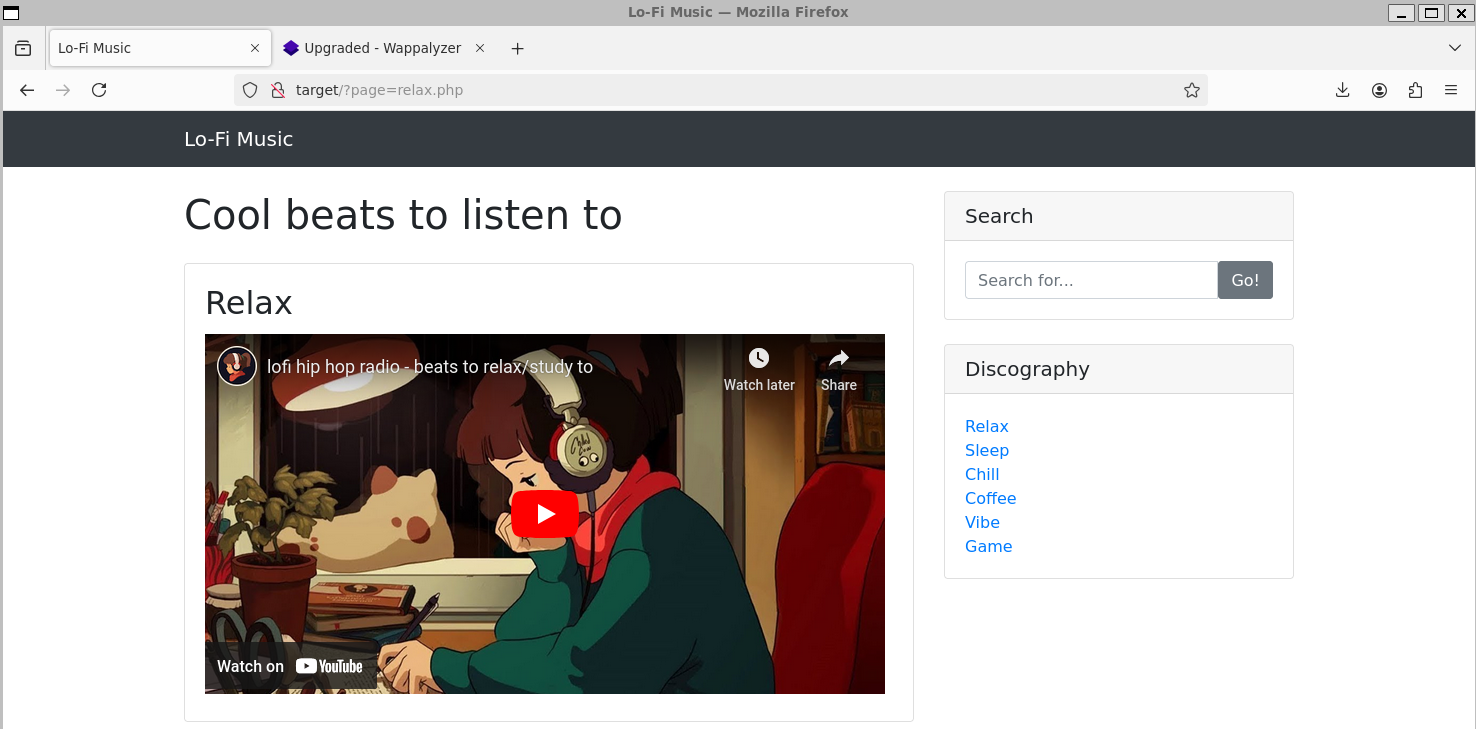 Lo-Fi Music — Mozilla Firefox
Lo-Fi Music
Upgraded - Wappalyzer
target/?page=relax.php
Lo-Fi Music
Cool beats to listen to
Relax
lofi hip hop radio - beats to relax/study to
Watch later
Share
Watch on YouTube
Search
Search for...
Go!
Discography
Relax
Sleep
Chill
Coffee
Vibe
Game